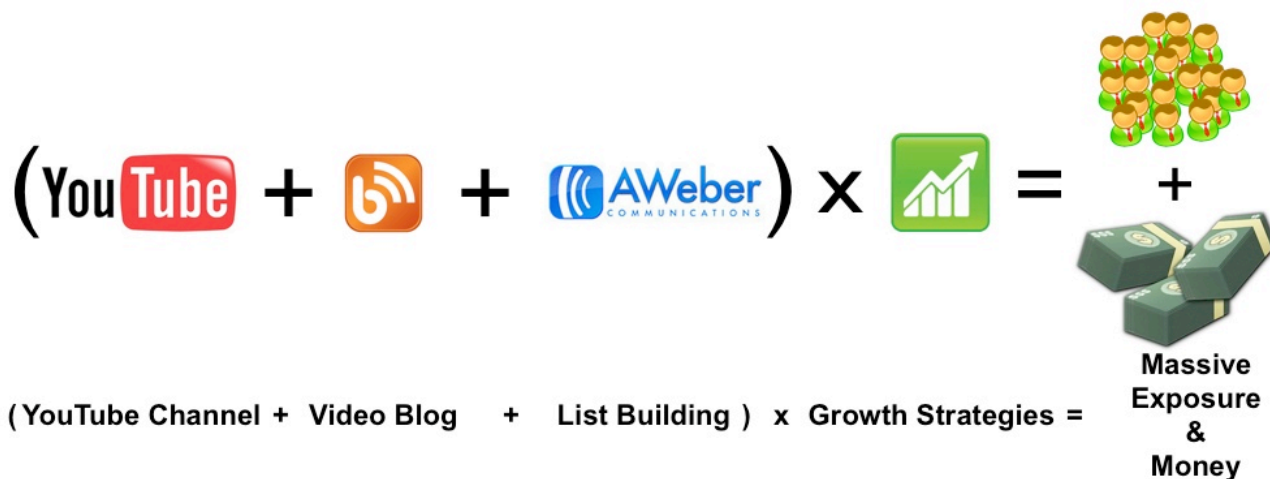 (YouTube + b + AWeber COMMUNICATIONS) x =
+
(YouTube Channel + Video Blog + List Building) x Growth Strategies =
Massive
Exposure
&
Money